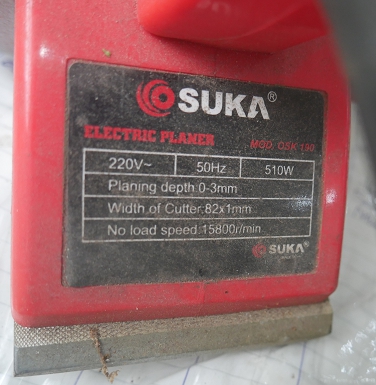 OSUKA®
ELECTRIC PLANER
MOD OSK 190
220V~ 50Hz 510W
Planing depth:0-3mm
Width of Cutter:82x1mm
No load speed:15800r/min
SUKA®